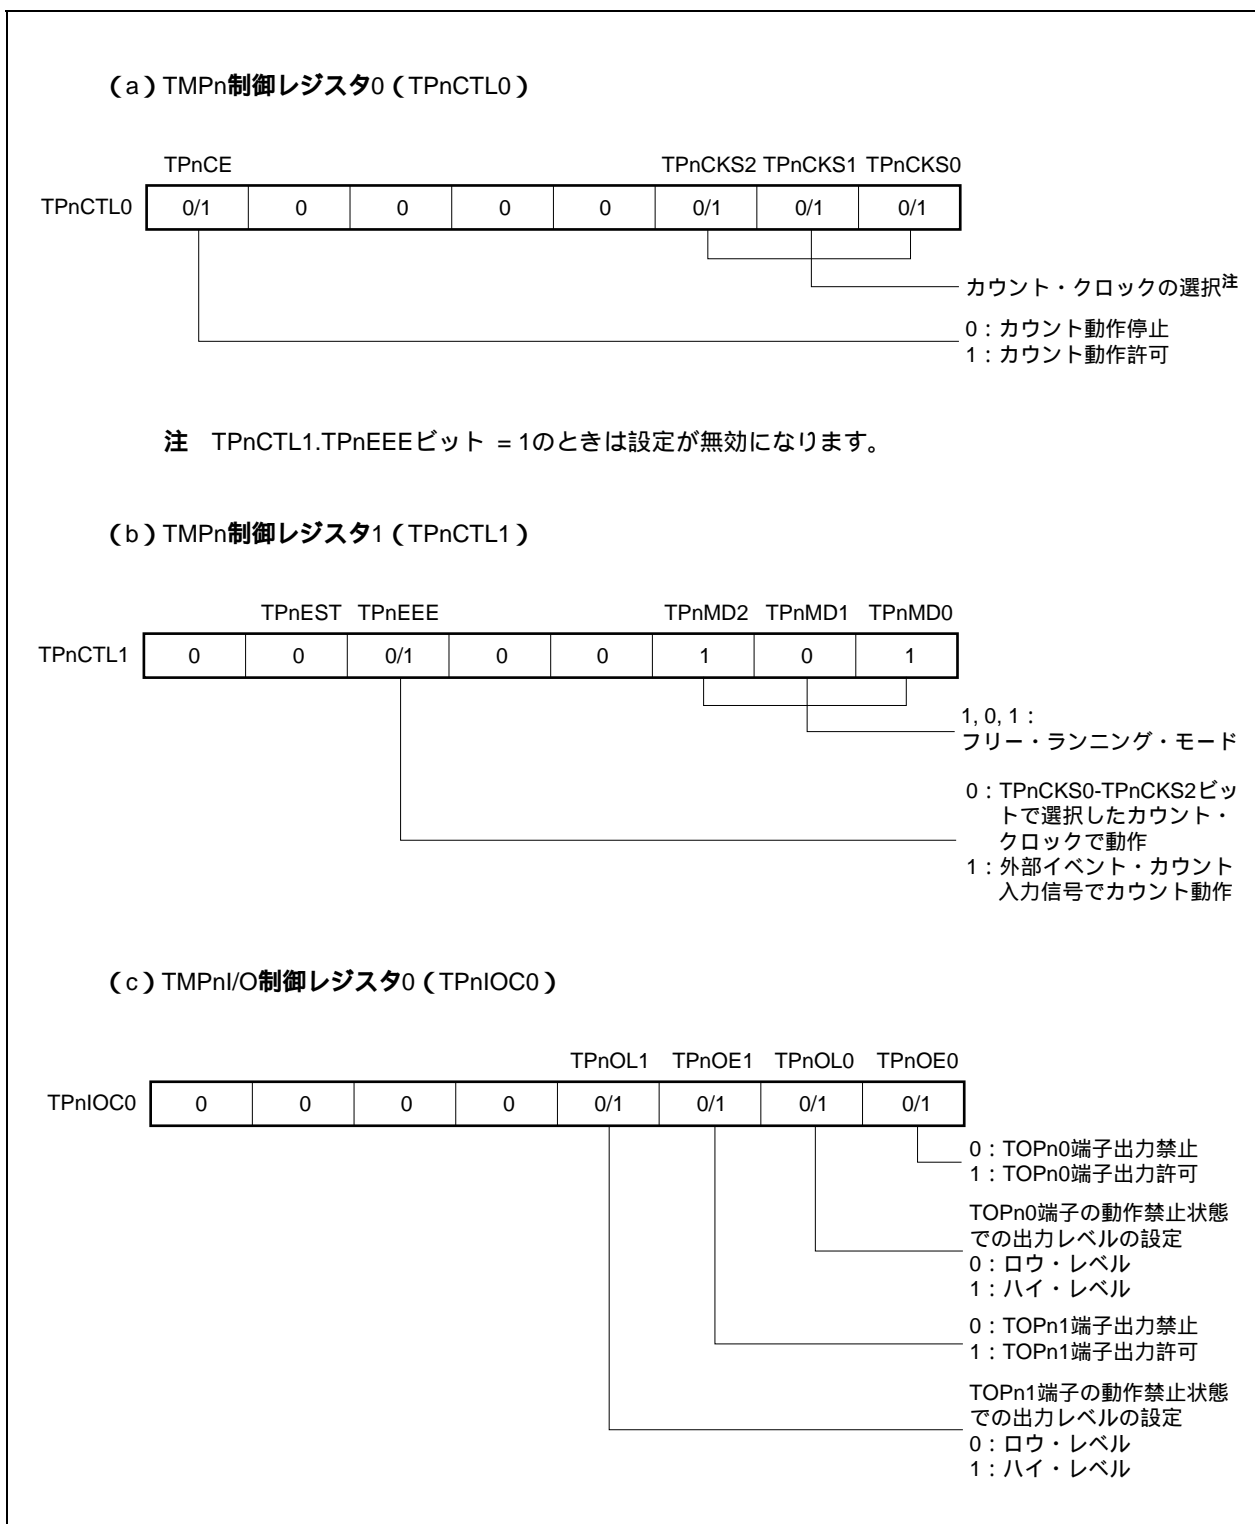 （a）TMPn制御レジスタ0（TPnCTL0）
TPnCE TPnCKS2 TPnCKS1 TPnCKS0
TPnCTL0 0/1 0 0 0 0 0/1 0/1 0/1
カウント・クロックの選択注
0：カウント動作停止
1：カウント動作許可
注 TPnCTL1.TPnEEEビット = 1のときは設定が無効になります。
（b）TMPn制御レジスタ1（TPnCTL1）
TPnEST TPnEEE TPnMD2 TPnMD1 TPnMD0
TPnCTL1 0 0 0/1 0 0 1 0 1
1, 0, 1：
フリー・ランニング・モード
0：TPnCKS0-TPnCKS2ビッ
トで選択したカウント・
クロックで動作
1：外部イベント・カウント
入力信号でカウント動作
（c）TMPnI/O制御レジスタ0（TPnIOC0）
TPnOL1 TPnOE1 TPnOL0 TPnOE0
TPnIOC0 0 0 0 0 0/1 0/1 0/1 0/1
0：TOPn0端子出力禁止
1：TOPn0端子出力許可
TOPn0端子の動作禁止状態
での出力レベルの設定
0：ロウ・レベル
1：ハイ・レベル
0：TOPn1端子出力禁止
1：TOPn1端子出力許可
TOPn1端子の動作禁止状態
での出力レベルの設定
0：ロウ・レベル
1：ハイ・レベル